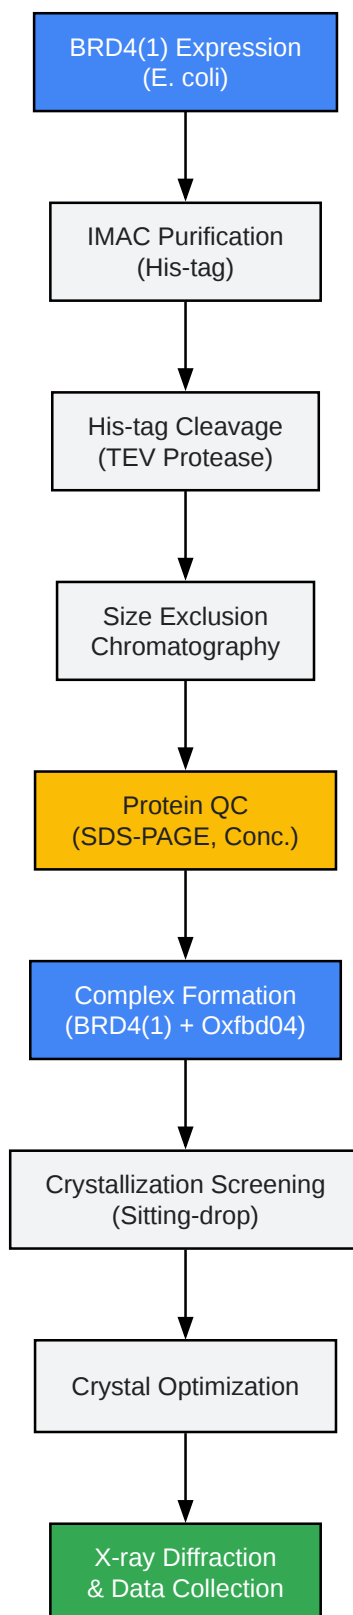 BRD4(1) Expression
(E. coli)
IMAC Purification
(His-tag)
His-tag Cleavage
(TEV Protease)
Size Exclusion
Chromatography
Protein QC
(SDS-PAGE, Conc.)
Complex Formation
(BRD4(1) + Oxfbd04)
Crystallization Screening
(Sitting-drop)
Crystal Optimization
X-ray Diffraction
& Data Collection